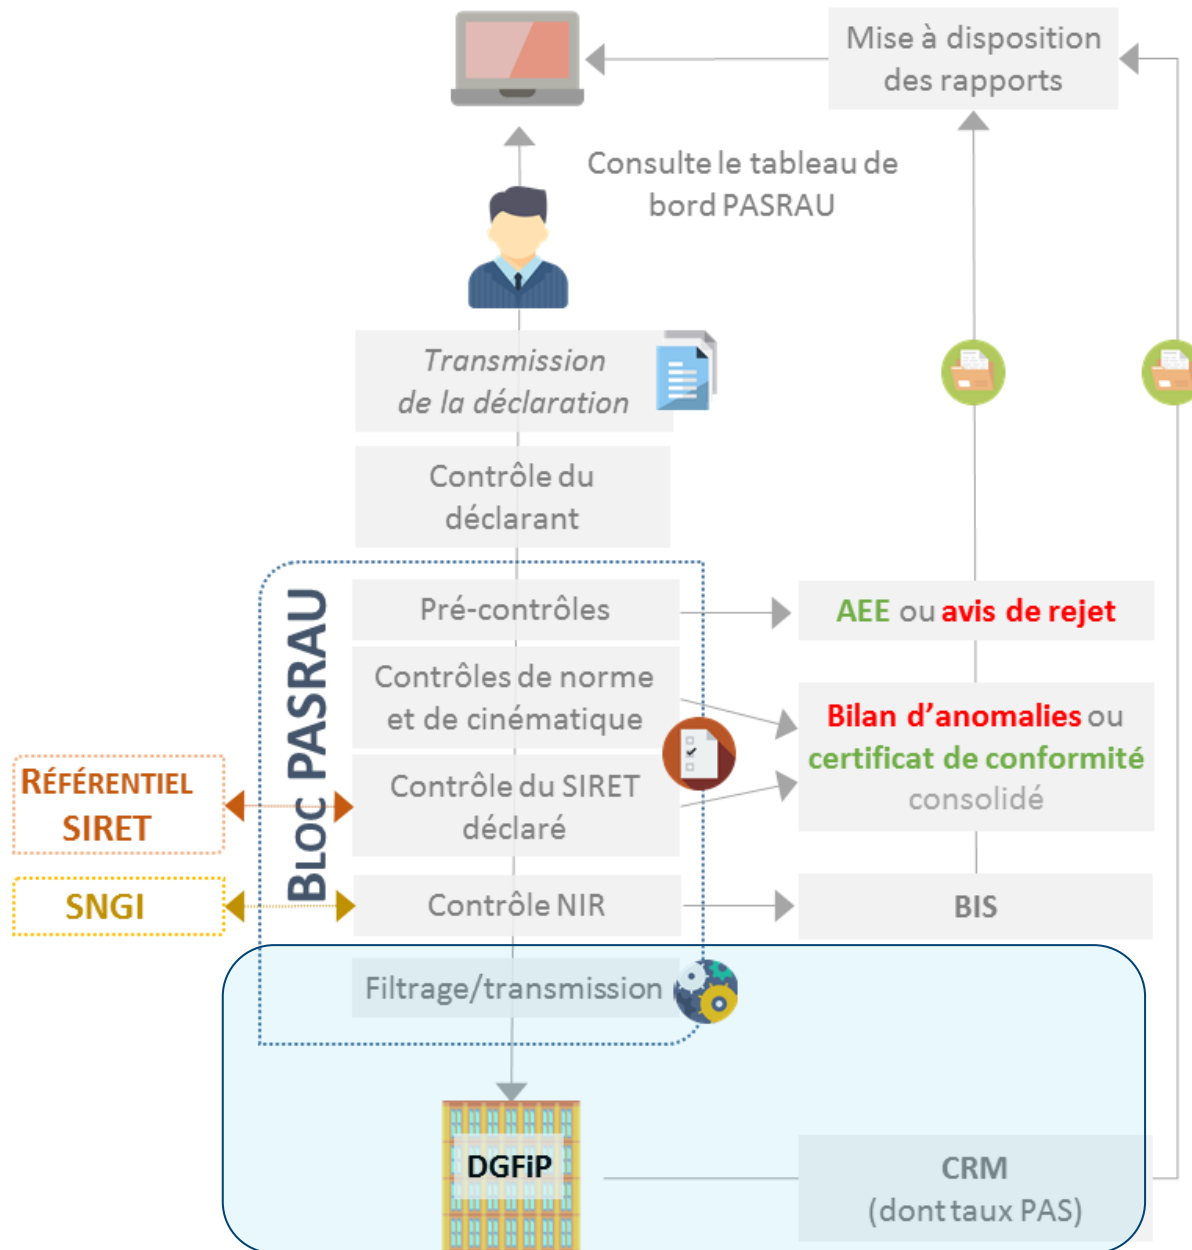 Mise à disposition
des rapports
Consulte le tableau de
bord PASRAU
Transmission
de la déclaration
Contrôle du
déclarant
BLOC PASRAU
Pré-contrôles
AEE ou avis de rejet
Contrôles de norme
et de cinématique
Bilan d’anomalies ou
certificat de conformité
consolidé
RÉFÉRENTIEL
SIRET
Contrôle du SIRET
déclaré
SNGI
Contrôle NIR
BIS
Filtrage/transmission
DGFiP
CRM
(dont taux PAS)